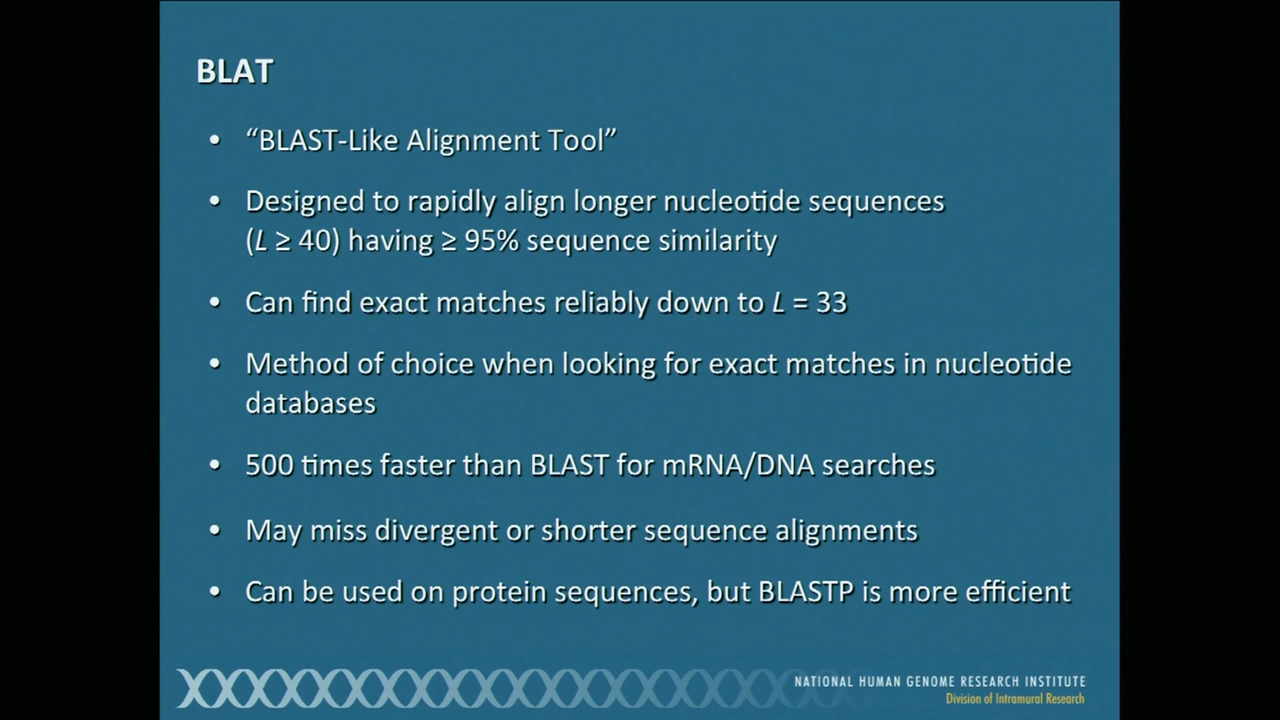 BLAT
• “BLAST-Like Alignment Tool”
• Designed to rapidly align longer nucleotide sequences
(L ≥ 40) having ≥ 95% sequence similarity
• Can find exact matches reliably down to L = 33
• Method of choice when looking for exact matches in nucleotide
databases
• 500 times faster than BLAST for mRNA/DNA searches
• May miss divergent or shorter sequence alignments
• Can be used on protein sequences, but BLASTP is more efficient
NATIONAL HUMAN GENOME RESEARCH INSTITUTE
Division of Intramural Research